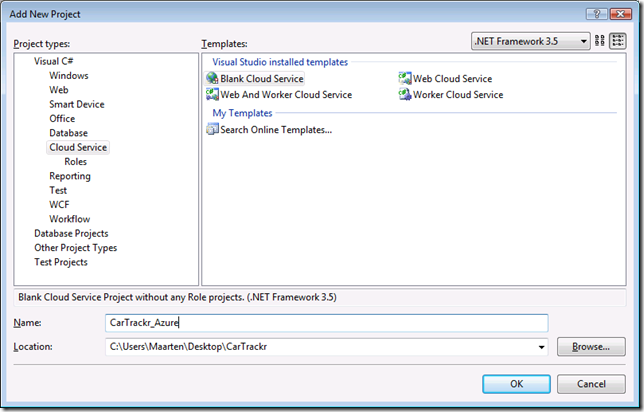 Add New Project
Project types:
Templates:
.NET Framework 3.5
Visual C#
Windows
Web
Smart Device
Office
Database
Cloud Service
Roles
Reporting
Test
WCF
Workflow
Database Projects
Other Project Types
Test Projects
Visual Studio installed templates
Blank Cloud Service
Web Cloud Service
Web And Worker Cloud Service
Worker Cloud Service
My Templates
Search Online Templates...
Blank Cloud Service Project without any Role projects. (.NET Framework 3.5)
Name:
CarTrackr_Azure
Location:
C:\Users\Maarten\Desktop\CarTrackr
Browse...
OK
Cancel